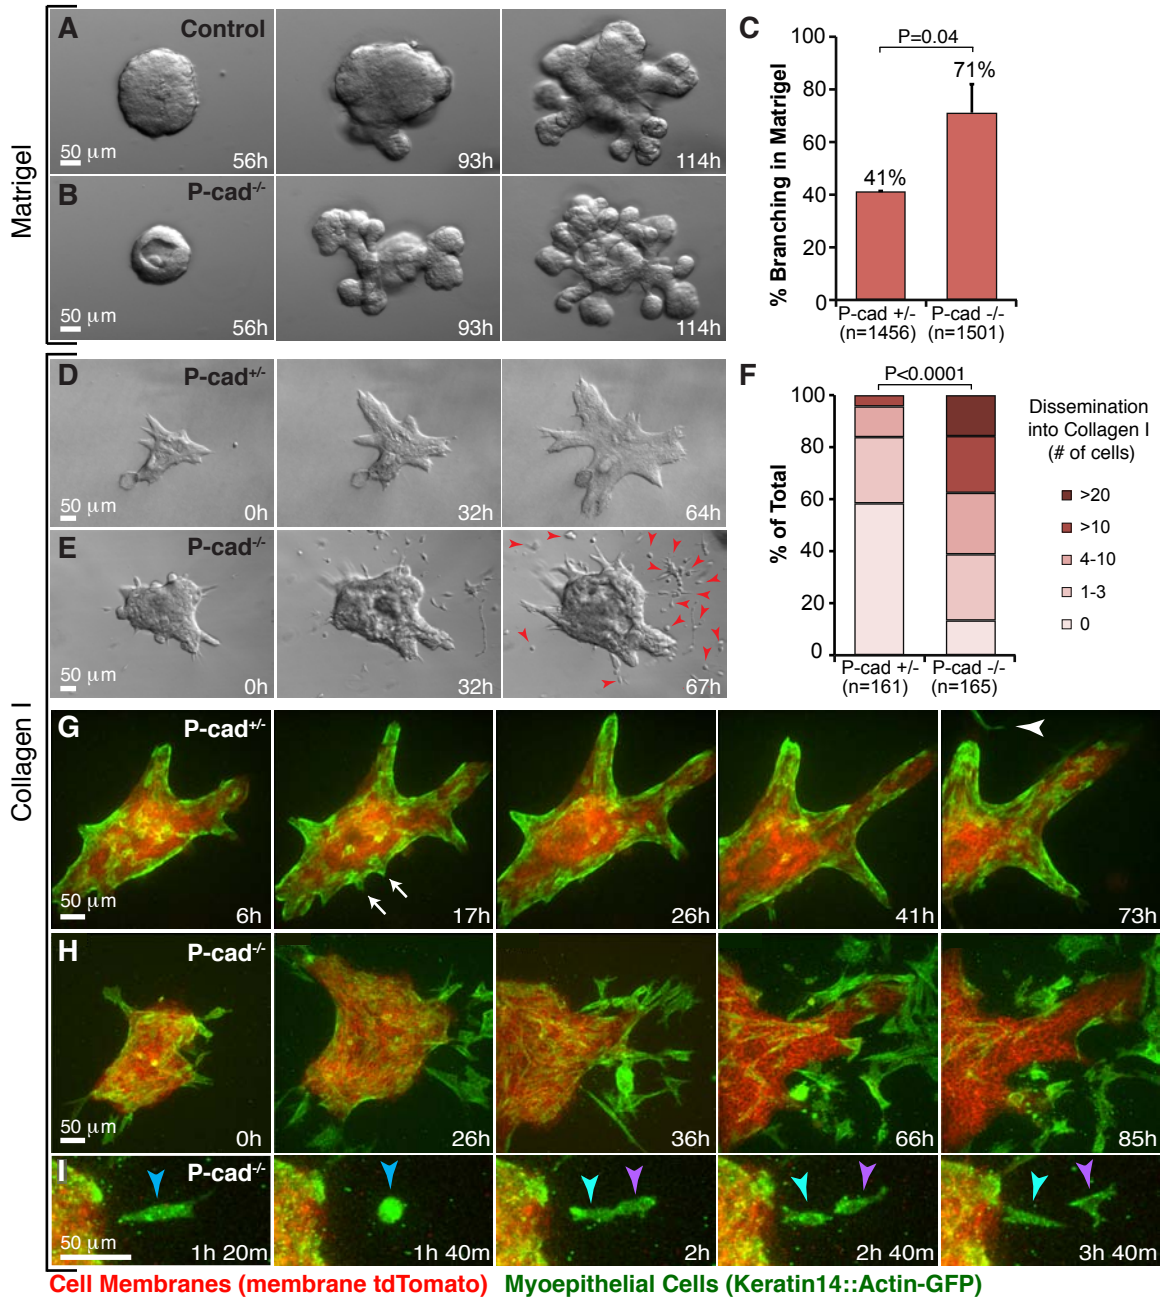 Matrigel
A Control
50 μm 56h 93h 114h
B P-cad-/-
50 μm 56h 93h 114h
C
P=0.04
41% 71%
% Branching in Matrigel
100
80
60
40
20
0
P-cad +/- P-cad -/-
(n=1456) (n=1501)
Collagen I
D P-cad+/-
50 μm 0h 32h 64h
E P-cad-/-
50 μm 0h 32h 67h
F
P<0.0001
% of Total
100
80
60
40
20
0
P-cad +/- P-cad -/-
(n=161) (n=165)
Dissemination
into Collagen I
(# of cells)
>20
>10
4-10
1-3
0
G P-cad+/-
50 μm 6h 17h 26h 41h 73h
H P-cad-/-
50 μm 0h 26h 36h 66h 85h
I P-cad-/-
50 μm 1h 20m 1h 40m 2h 2h 40m 3h 40m
Cell Membranes (membrane tdTomato) Myoepithelial Cells (Keratin14::Actin-GFP)